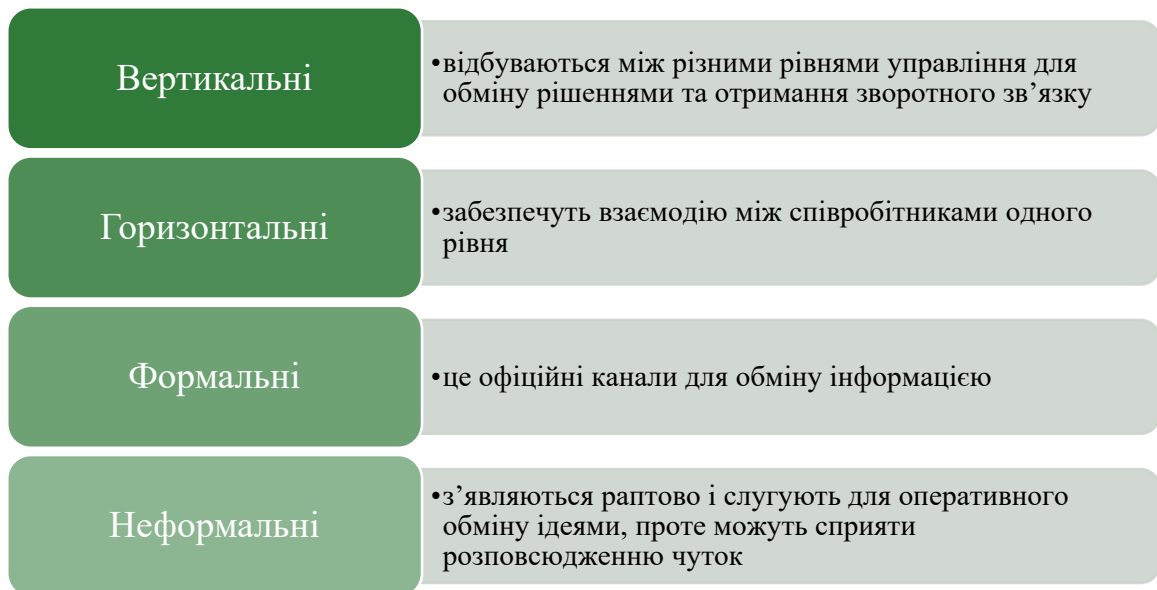 Вертикальні
•відбуваються між різними рівнями управління для
обміну рішеннями та отримання зворотного зв’язку
Горизонтальні
•забезпечуть взаємодію між співробітниками одного
рівня
Формальні
•це офіційні канали для обміну інформацією
Неформальні
•з’являються раптово і слугують для оперативного
обміну ідеями, проте можуть сприяти
розповсюдженню чуток